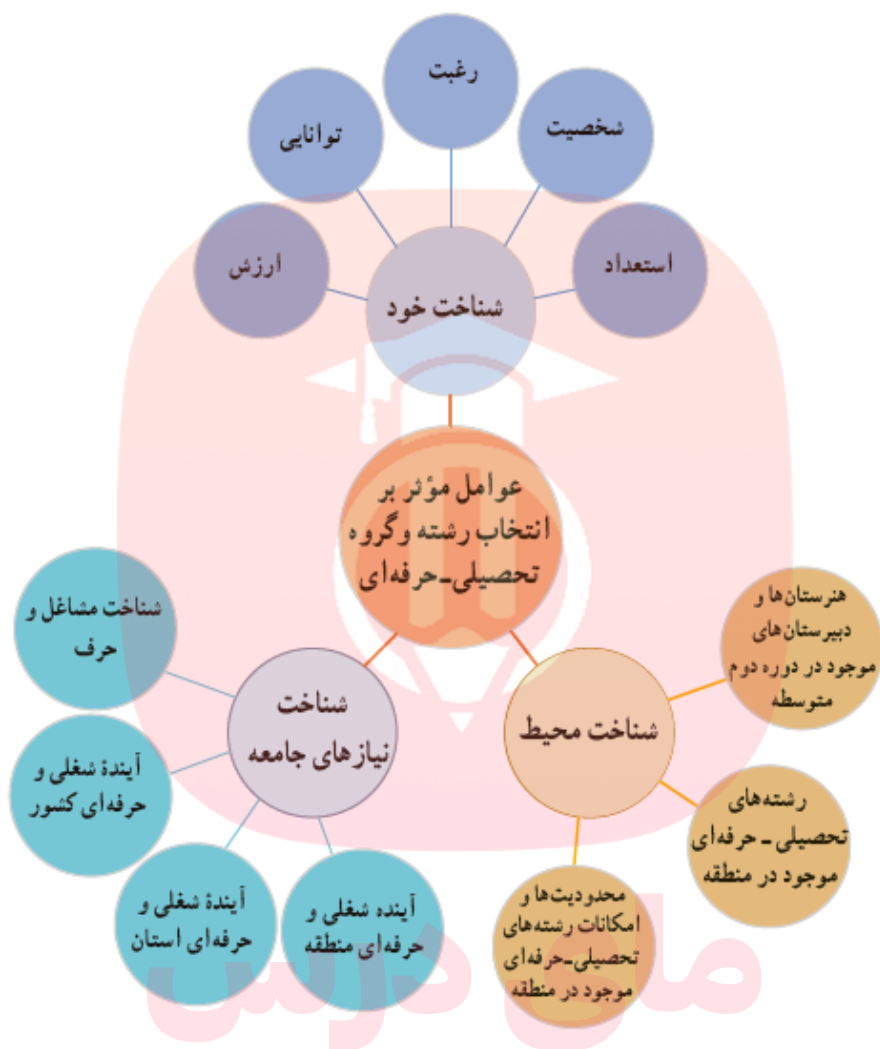 رغبت
شخصیت
توانایی
استعداد
ارزش
شناخت خود
عوامل مؤثر بر
انتخاب رشته وگروه
تحصیلی-حرفه‌ای
هنرستان‌ها و
دبیرستان‌های
موجود در دوره دوم
متوسطه
شناخت محیط
رشته‌های
تحصیلی - حرفه‌ای
موجود در منطقه
محدودیت‌ها و
امکانات رشته‌های
تحصیلی-حرفه‌ای
موجود در منطقه
شناخت
نیازهای جامعه
شناخت مشاغل و
حرف
آیندهٔ شغلی و
حرفه‌ای کشور
آیندهٔ شغلی و
حرفه‌ای استان
آینده شغلی و
حرفه‌ای منطقه
مای درس